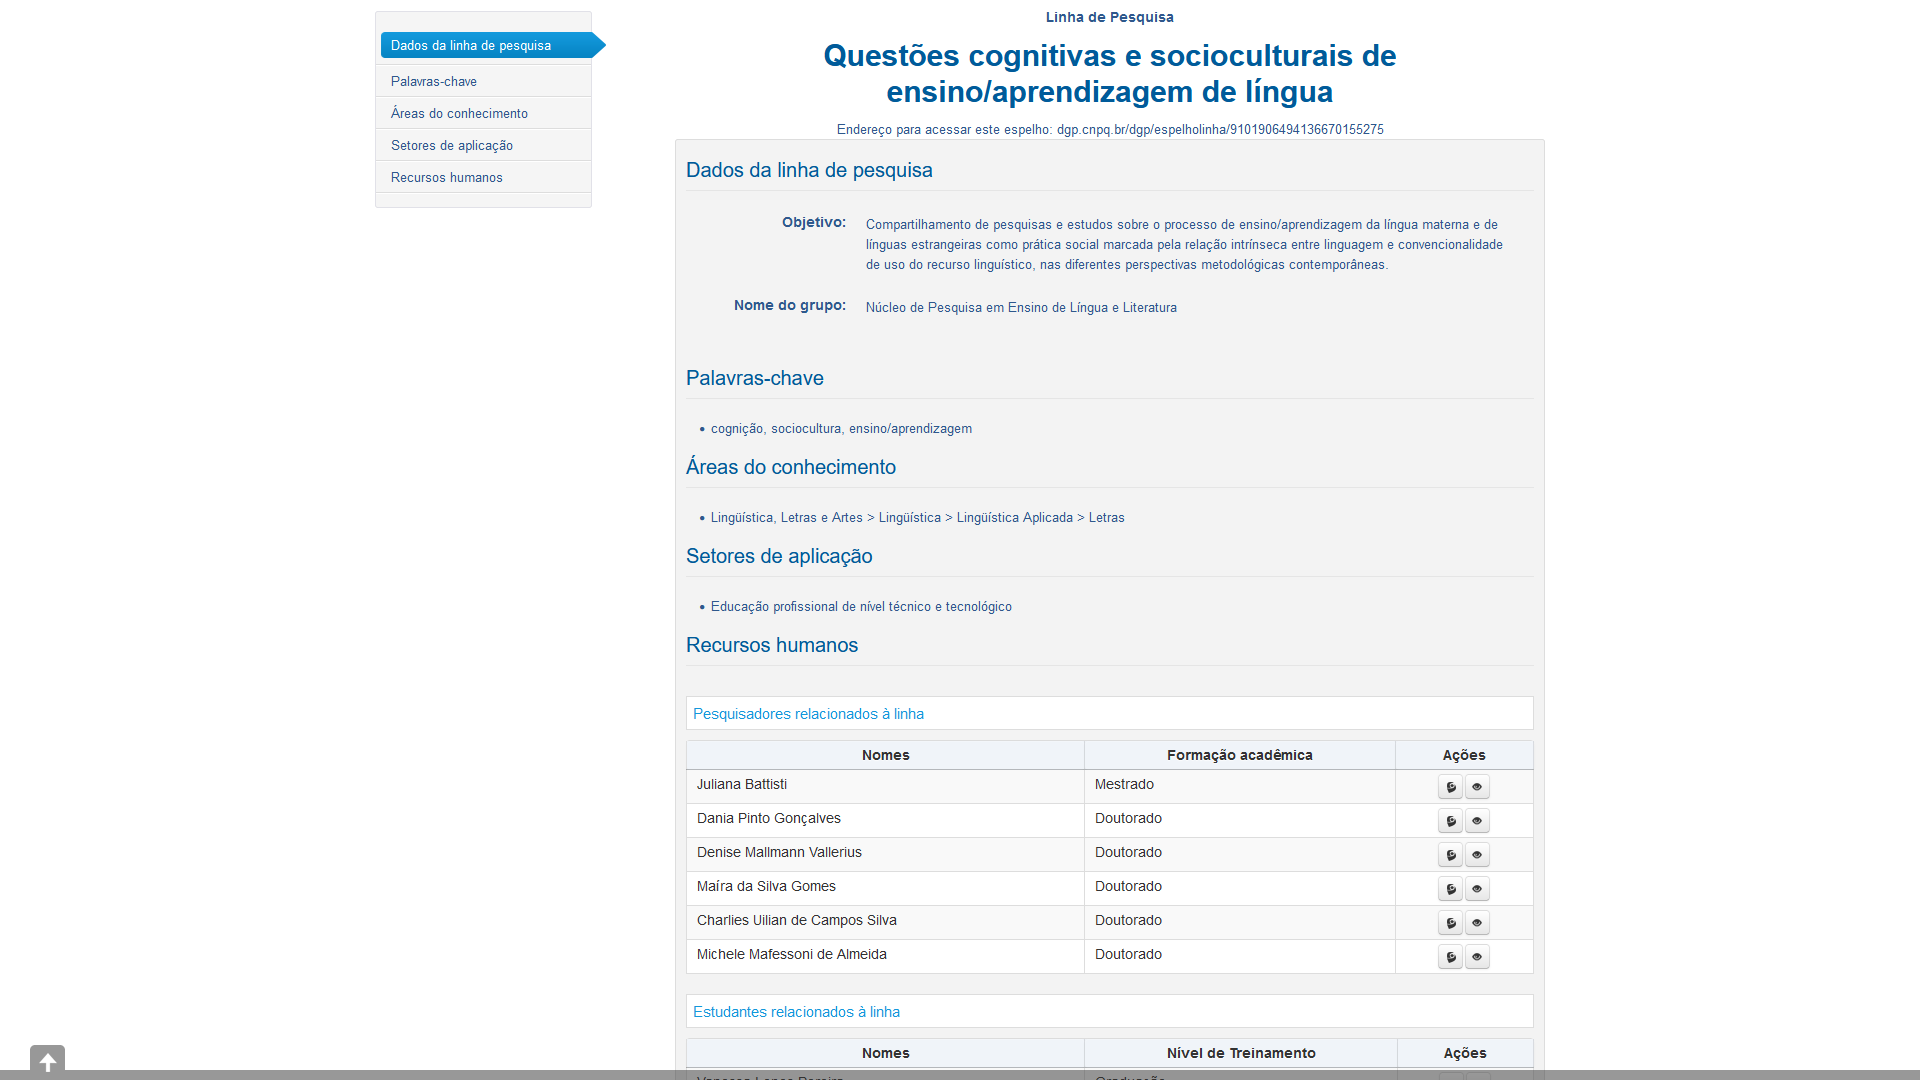 Dados da linha de pesquisa
Palavras-chave
Áreas do conhecimento
Setores de aplicação
Recursos humanos
Linha de Pesquisa
Questões cognitivas e socioculturais de
ensino/aprendizagem de língua
Endereço para acessar este espelho: dgp.cnpq.br/dgp/espelholinha/9101906494136670155275
Dados da linha de pesquisa
Objetivo: Compartilhamento de pesquisas e estudos sobre o processo de ensino/aprendizagem da língua materna e de
línguas estrangeiras como prática social marcada pela relação intrínseca entre linguagem e convencionalidade
de uso do recurso linguístico, nas diferentes perspectivas metodológicas contemporâneas.
Nome do grupo: Núcleo de Pesquisa em Ensino de Língua e Literatura
Palavras-chave
• cognição, sociocultura, ensino/aprendizagem
Áreas do conhecimento
• Lingüística, Letras e Artes > Lingüística > Lingüística Aplicada > Letras
Setores de aplicação
• Educação profissional de nível técnico e tecnológico
Recursos humanos
Pesquisadores relacionados à linha
Nomes Formação acadêmica Ações
Juliana Battisti Mestrado
Dania Pinto Gonçalves Doutorado
Denise Mallmann Vallerius Doutorado
Maíra da Silva Gomes Doutorado
Charlies Uilian de Campos Silva Doutorado
Michele Mafessoni de Almeida Doutorado
Estudantes relacionados à linha
Nomes Nível de Treinamento Ações